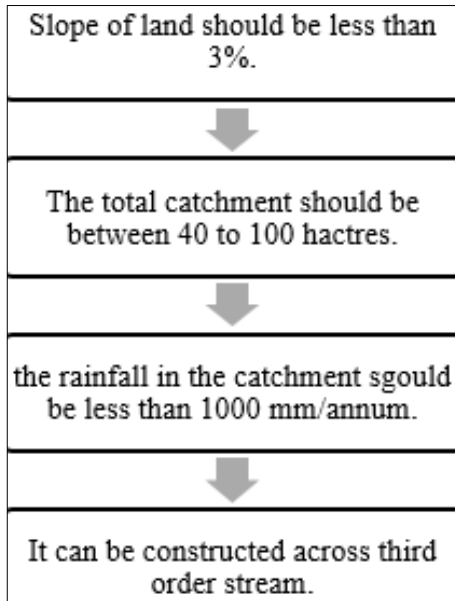 Slope of land should be less than
3%.
The total catchment should be
between 40 to 100 hactres.
the rainfall in the catchment sgould
be less than 1000 mm/annum.
It can be constructed across third
order stream.